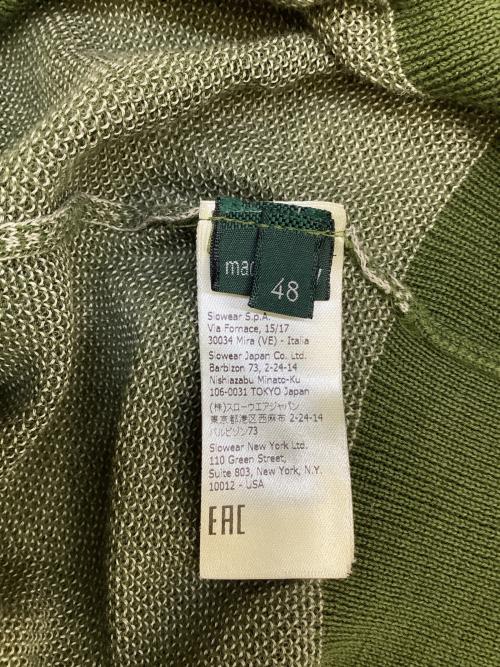 mad
y
48
Slowear S.p.A.
Via Fornace, 15/17
30034 Mira (VE) - Italia
Slowear Japan Co. Ltd.
Barbizon 73, 2-24-14
Nishiazabu Minato-Ku
106-0031 TOKYO Japan
(株)スローウエアジャパン
東京都港区西麻布 2-24-14
バルビゾン73
Slowear New York Ltd.
110 Green Street,
Suite 803, New York, N.Y.
10012 - USA
EAC